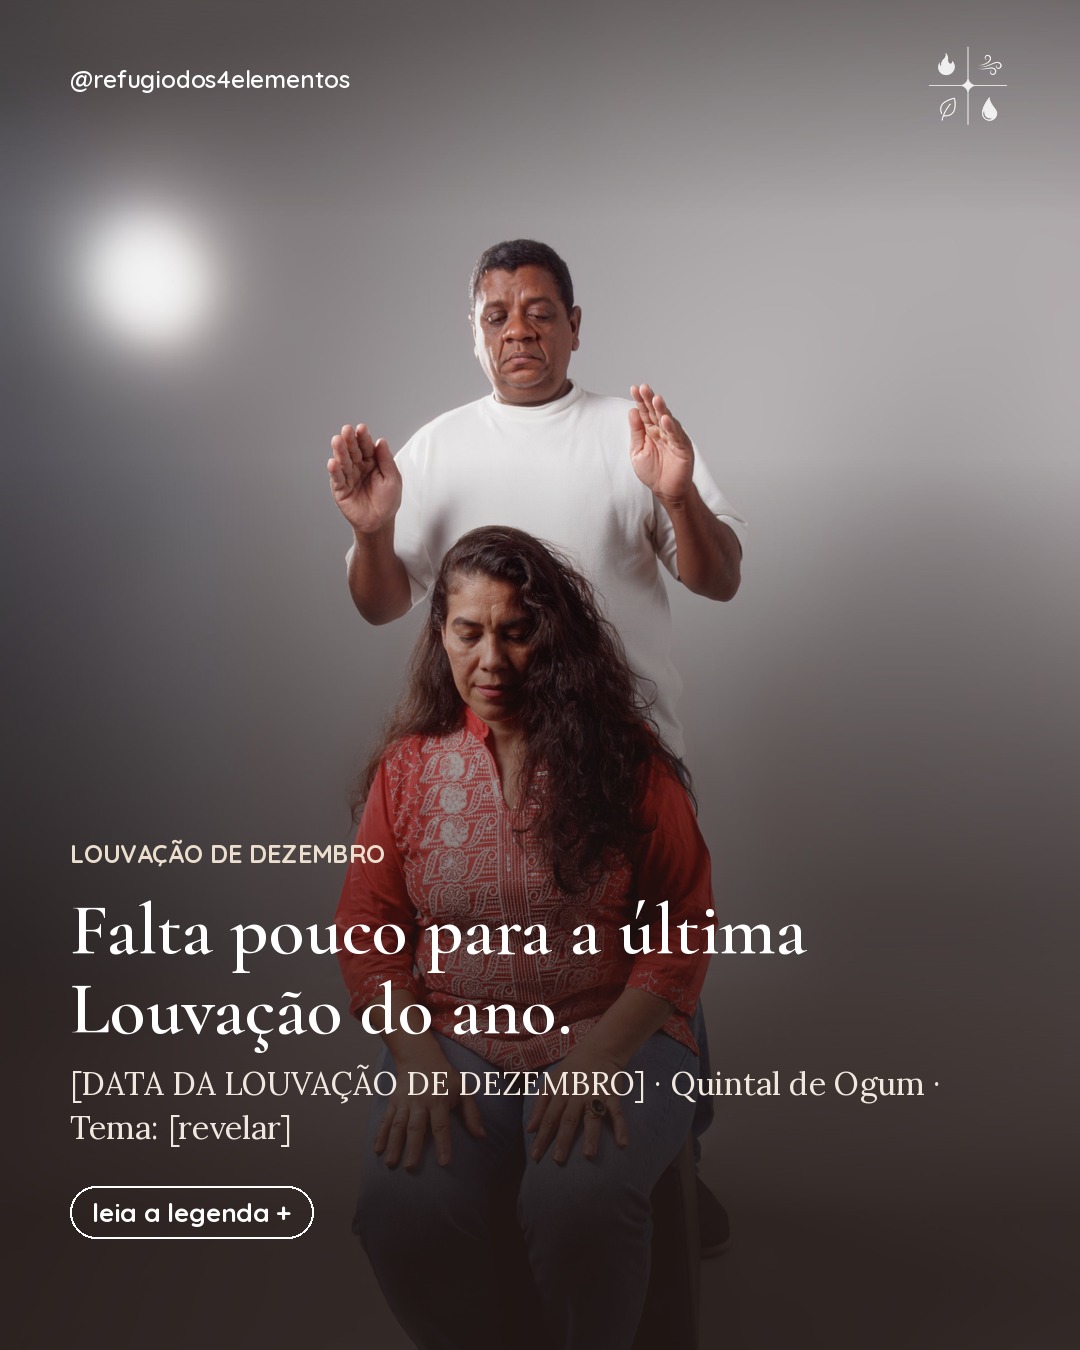 @refugiodos4elementos
LOUVAÇÃO DE DEZEMBRO
Falta pouco para a última
Louvação do ano.
[DATA DA LOUVAÇÃO DE DEZEMBRO] · Quintal de Ogum ·
Tema: [revelar]
leia a legenda +